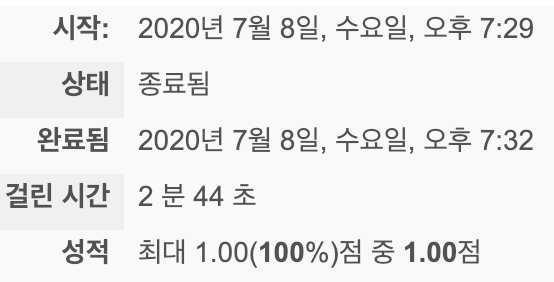 시작: 2020년 7월 8일, 수요일, 오후 7:29
상태 종료됨
완료됨 2020년 7월 8일, 수요일, 오후 7:32
걸린 시간 2 분 44 초
성적 최대 1.00(100%)점 중 1.00점